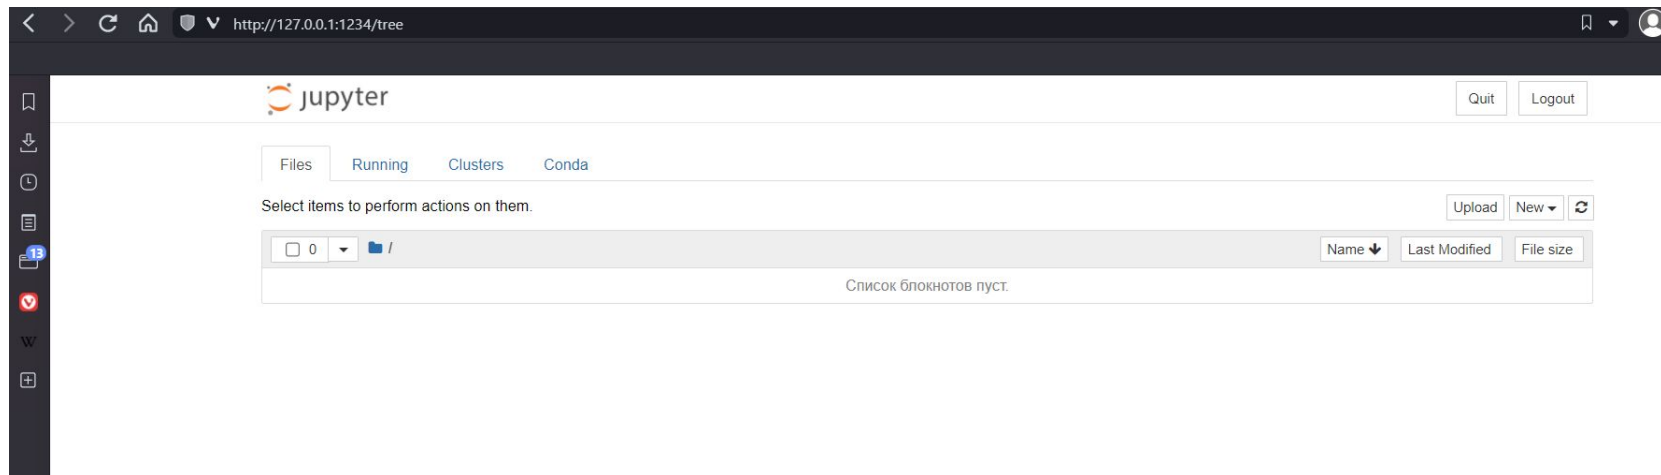 http://127.0.0.1:1234/tree
jupyter
Quit Logout
Files Running Clusters Conda
Select items to perform actions on them.
Upload New
0 / Name Last Modified File size
Список блокнотов пуст.
13
W